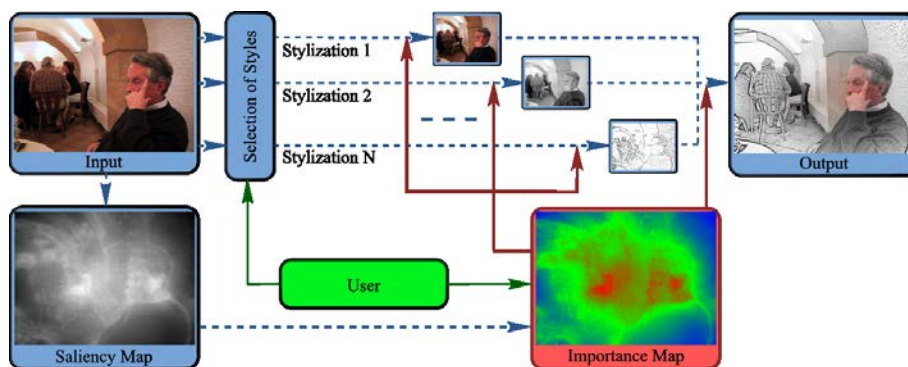 Input
Selection of Styles
Stylization 1
Stylization 2
Stylization N
Output
Saliency Map
User
Importance Map